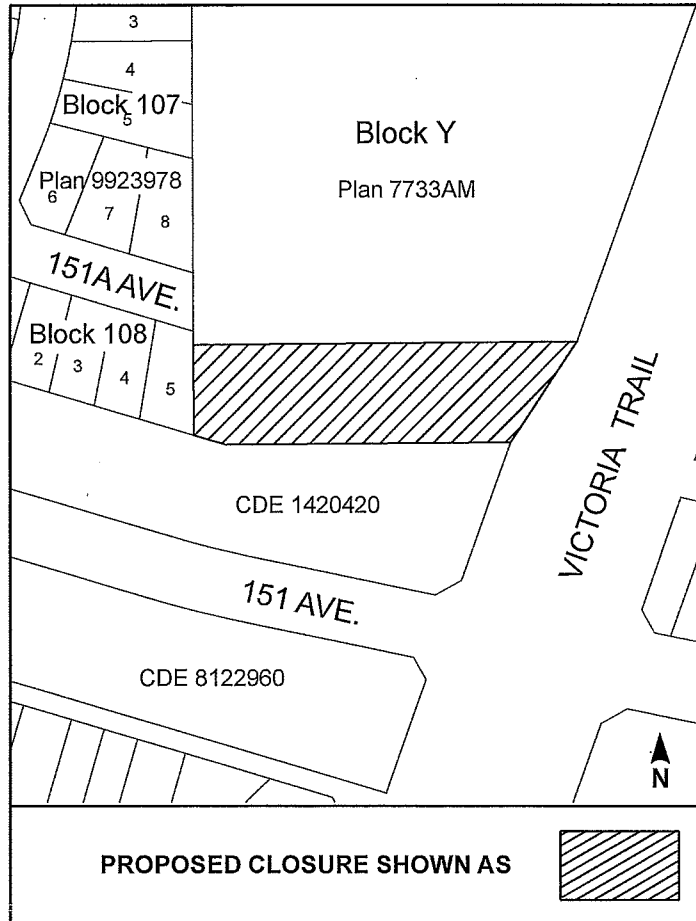 3
4
Block 107
5
Block Y
Plan 9923978
Plan 7733AM
6
7
8
151A AVE.
Block 108
2
3
4
5
VICTORIA TRAIL
CDE 1420420
151 AVE.
CDE 8122960
N
PROPOSED CLOSURE SHOWN AS